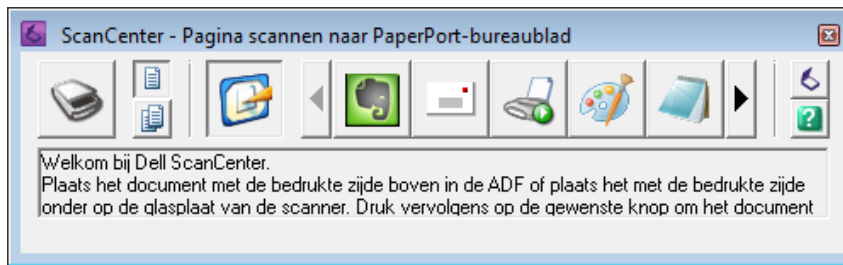 ScanCenter - Pagina scannen naar PaperPort-bureaublad
Welkom bij Dell ScanCenter.
Plaats het document met de bedrukte zijde boven in de ADF of plaats het met de bedrukte zijde
onder op de glasplaat van de scanner. Druk vervolgens op de gewenste knop om het document